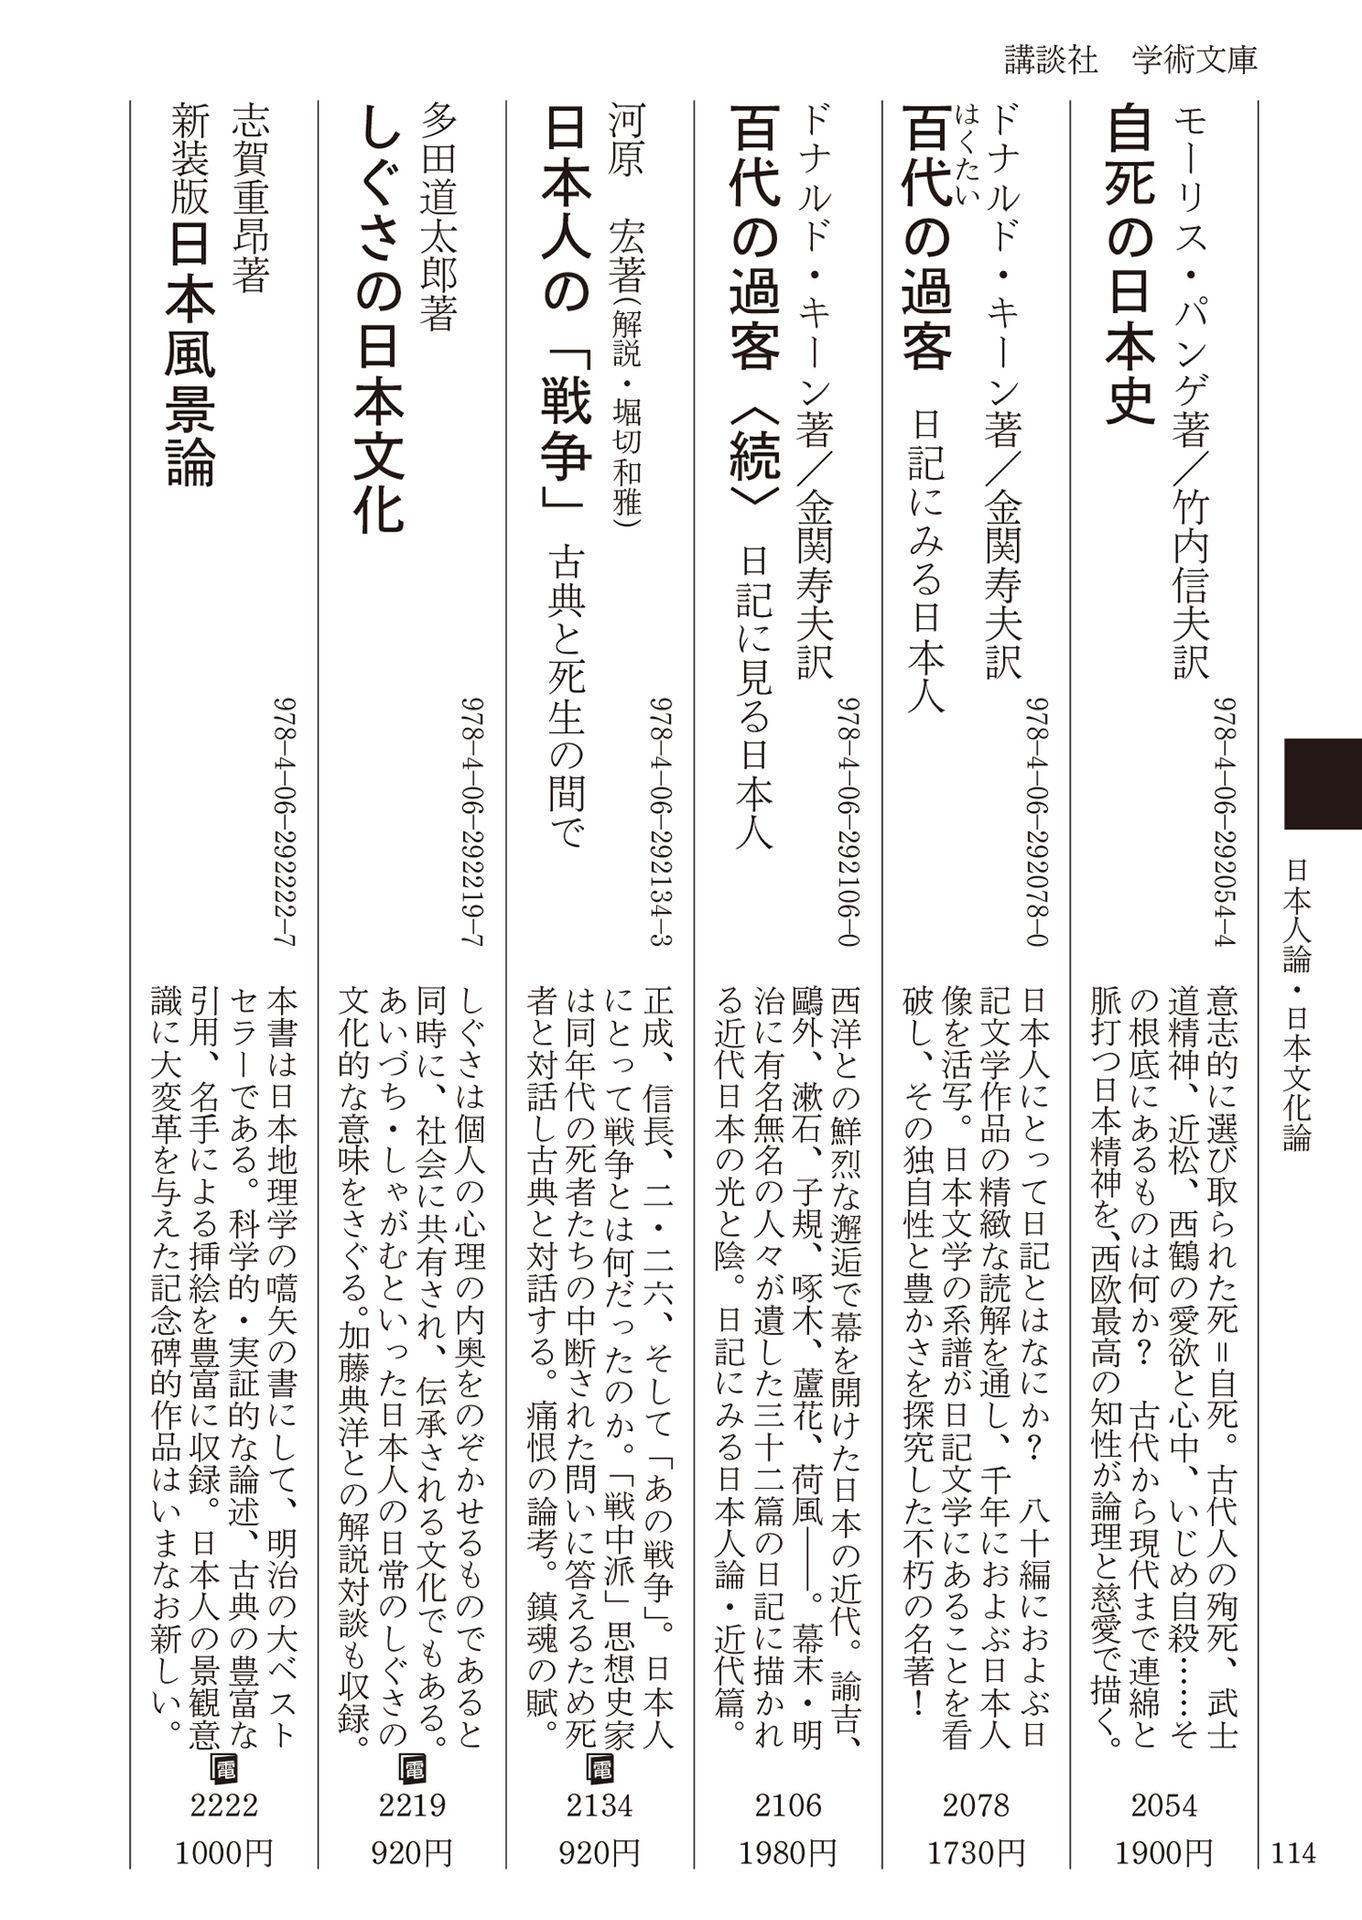 講談社　学術文庫
モーリス・パンゲ著／竹内信夫訳
自死の日本史
978-4-06-292054-4
意志的に選び取られた死＝自死。古代人の殉死、武士
道精神、近松、西鶴の愛欲と心中、いじめ自殺……そ
の根底にあるものは何か？　古代から現代まで連綿と
脈打つ日本精神を、西欧最高の知性が論理と慈愛で描く。
2054
1900円
ドナルド・キーン著／金関寿夫訳
はくたい
百代の過客　日記にみる日本人
978-4-06-292078-0
日本人にとって日記とはなにか？　八十編におよぶ日
記文学作品の精緻な読解を通し、千年におよぶ日本人
像を活写。日本文学の系譜が日記文学にあることを看
破し、その独自性と豊かさを探究した不朽の名著！
2078
1730円
ドナルド・キーン著／金関寿夫訳
百代の過客〈続〉　日記に見る日本人
978-4-06-292106-0
西洋との鮮烈な邂逅で幕を開けた日本の近代。諭吉、
鷗外、漱石、子規、啄木、蘆花、荷風――。幕末・明
治に有名無名の人々が遺した三十二篇の日記に描かれ
る近代日本の光と陰。日記にみる日本人論・近代篇。
2106
1980円
河原　宏著（解説・堀切和雅）
日本人の「戦争」　古典と死生の間で
978-4-06-292134-3
正成、信長、二・二六、そして「あの戦争」。日本人
にとって戦争とは何だったのか。「戦中派」思想史家
は同年代の死者たちの中断された問いに答えるため死
者と対話し古典と対話する。痛恨の論考。鎮魂の賦。
電
2134
920円
多田道太郎著
しぐさの日本文化
978-4-06-292219-7
しぐさは個人の心理の内奥をのぞかせるものであると
同時に、社会に共有され、伝承される文化でもある。
あいづち・しゃがむといった日本人の日常のしぐさの
文化的な意味をさぐる。加藤典洋との解説対談も収録。
電
2219
920円
志賀重昂著
新装版 日本風景論
978-4-06-292222-7
本書は日本地理学の嚆矢の書にして、明治の大ベスト
セラーである。科学的・実証的な論述、古典の豊富な
引用、名手による挿絵を豊富に収録。日本人の景観意
識に大変革を与えた記念碑的作品はいまなお新しい。
電
2222
1000円
日本人論・日本文化論
114